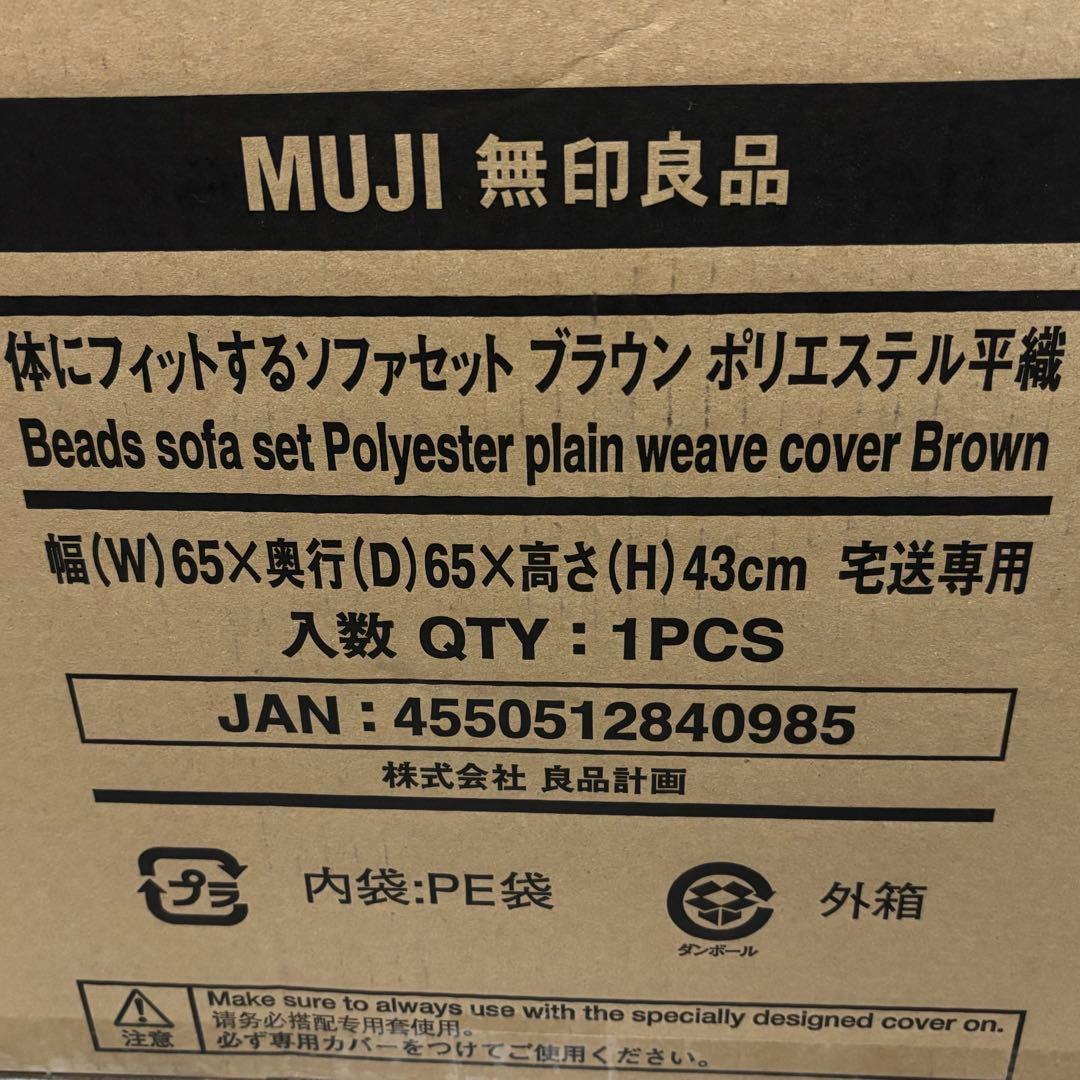 MUJI 無印良品
体にフィットするソファセット ブラウン ポリエステル平織
Beads sofa set Polyester plain weave cover Brown
幅(W)65×奥行(D)65×高さ(H)43cm 宅送専用
入数 QTY：1PCS
JAN：4550512840985
株式会社 良品計画
プラ 内袋:PE袋
ダンボール 外箱
注意
Make sure to always use with the specially designed cover on.
请务必搭配专用套使用。
必ず専用カバーをつけてご使用ください。